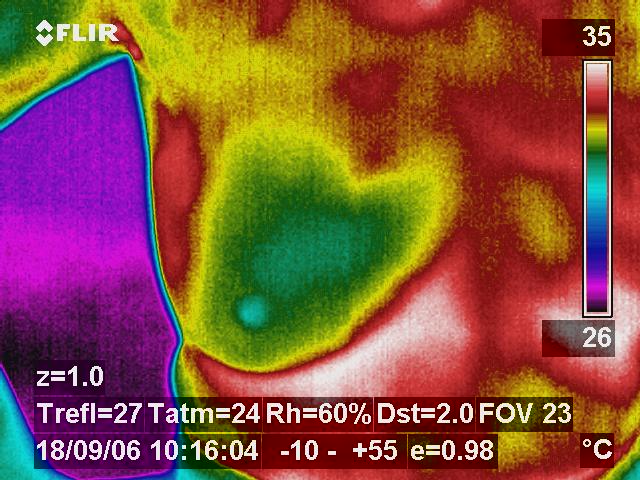 FLIR
35
26
z=1.0
Trefl=27 Tatm=24 Rh=60% Dst=2.0 FOV 23
18/09/06 10:16:04 -10 - +55 e=0.98 °C